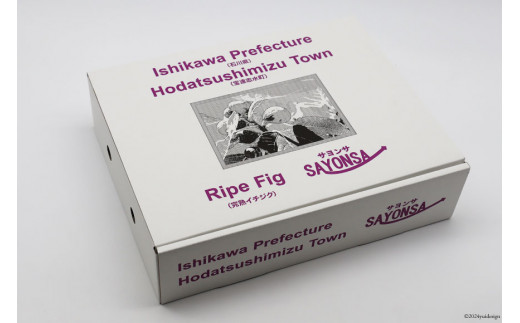 Ishikawa Prefecture
(石川県)
Hodatsushimizu Town
(宝達志水町)
Ripe Fig
(完熟イチジク)
サヨンサ
SAYONSA
サヨンサ
SAYONSA
Ishikawa Prefecture
Hodatsushimizu Town
©2024yuidesign